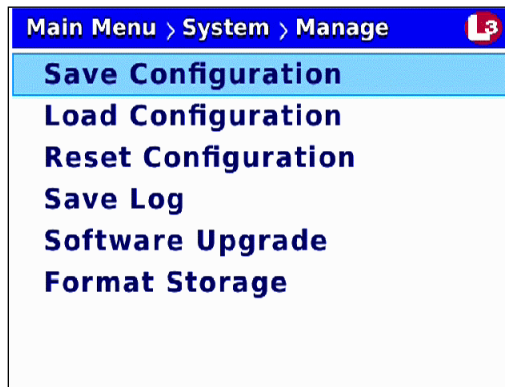 Main Menu > System > Manage L3
Save Configuration
Load Configuration
Reset Configuration
Save Log
Software Upgrade
Format Storage